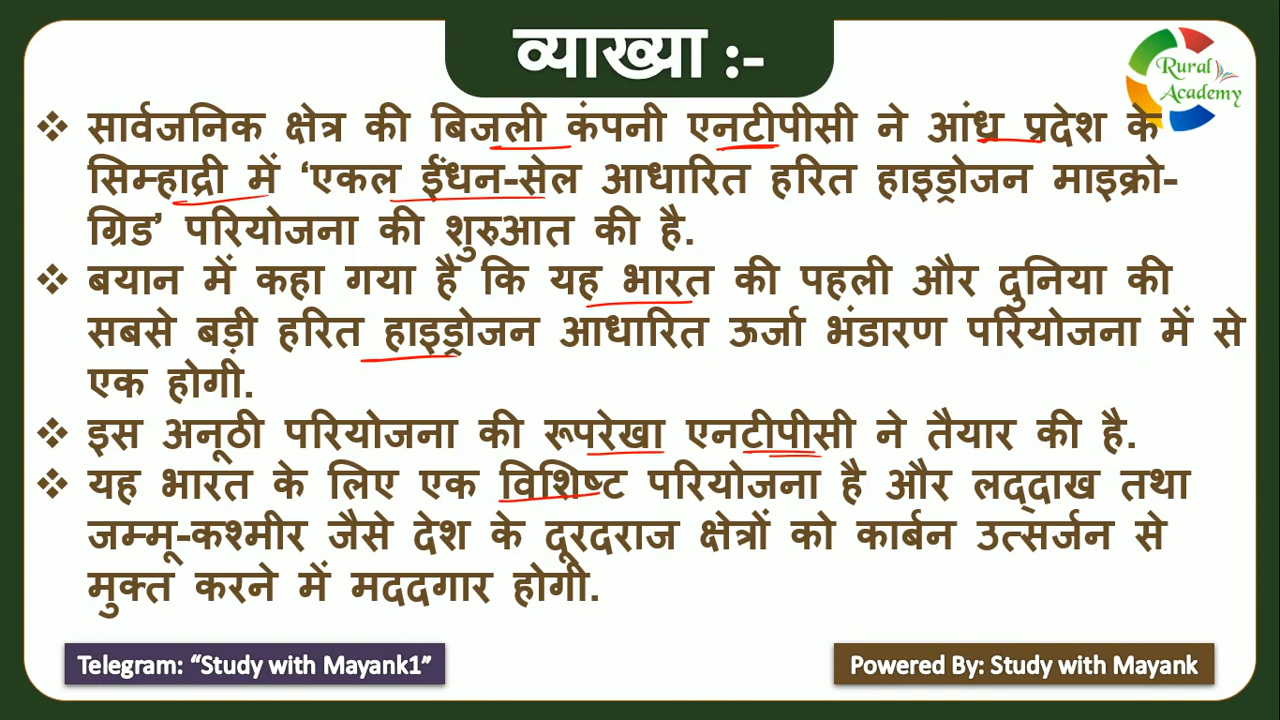 व्याख्या :-
Rural
Academy
❖ सार्वजनिक क्षेत्र की बिजली कंपनी एनटीपीसी ने आंध्र प्रदेश के
सिम्हाद्री में ‘एकल ईंधन-सेल आधारित हरित हाइड्रोजन माइक्रो-
ग्रिड’ परियोजना की शुरुआत की है.
❖ बयान में कहा गया है कि यह भारत की पहली और दुनिया की
सबसे बड़ी हरित हाइड्रोजन आधारित ऊर्जा भंडारण परियोजना में से
एक होगी.
❖ इस अनूठी परियोजना की रूपरेखा एनटीपीसी ने तैयार की है.
❖ यह भारत के लिए एक विशिष्ट परियोजना है और लद्दाख तथा
जम्मू-कश्मीर जैसे देश के दूरदराज क्षेत्रों को कार्बन उत्सर्जन से
मुक्त करने में मददगार होगी.
Telegram: “Study with Mayank1”
Powered By: Study with Mayank